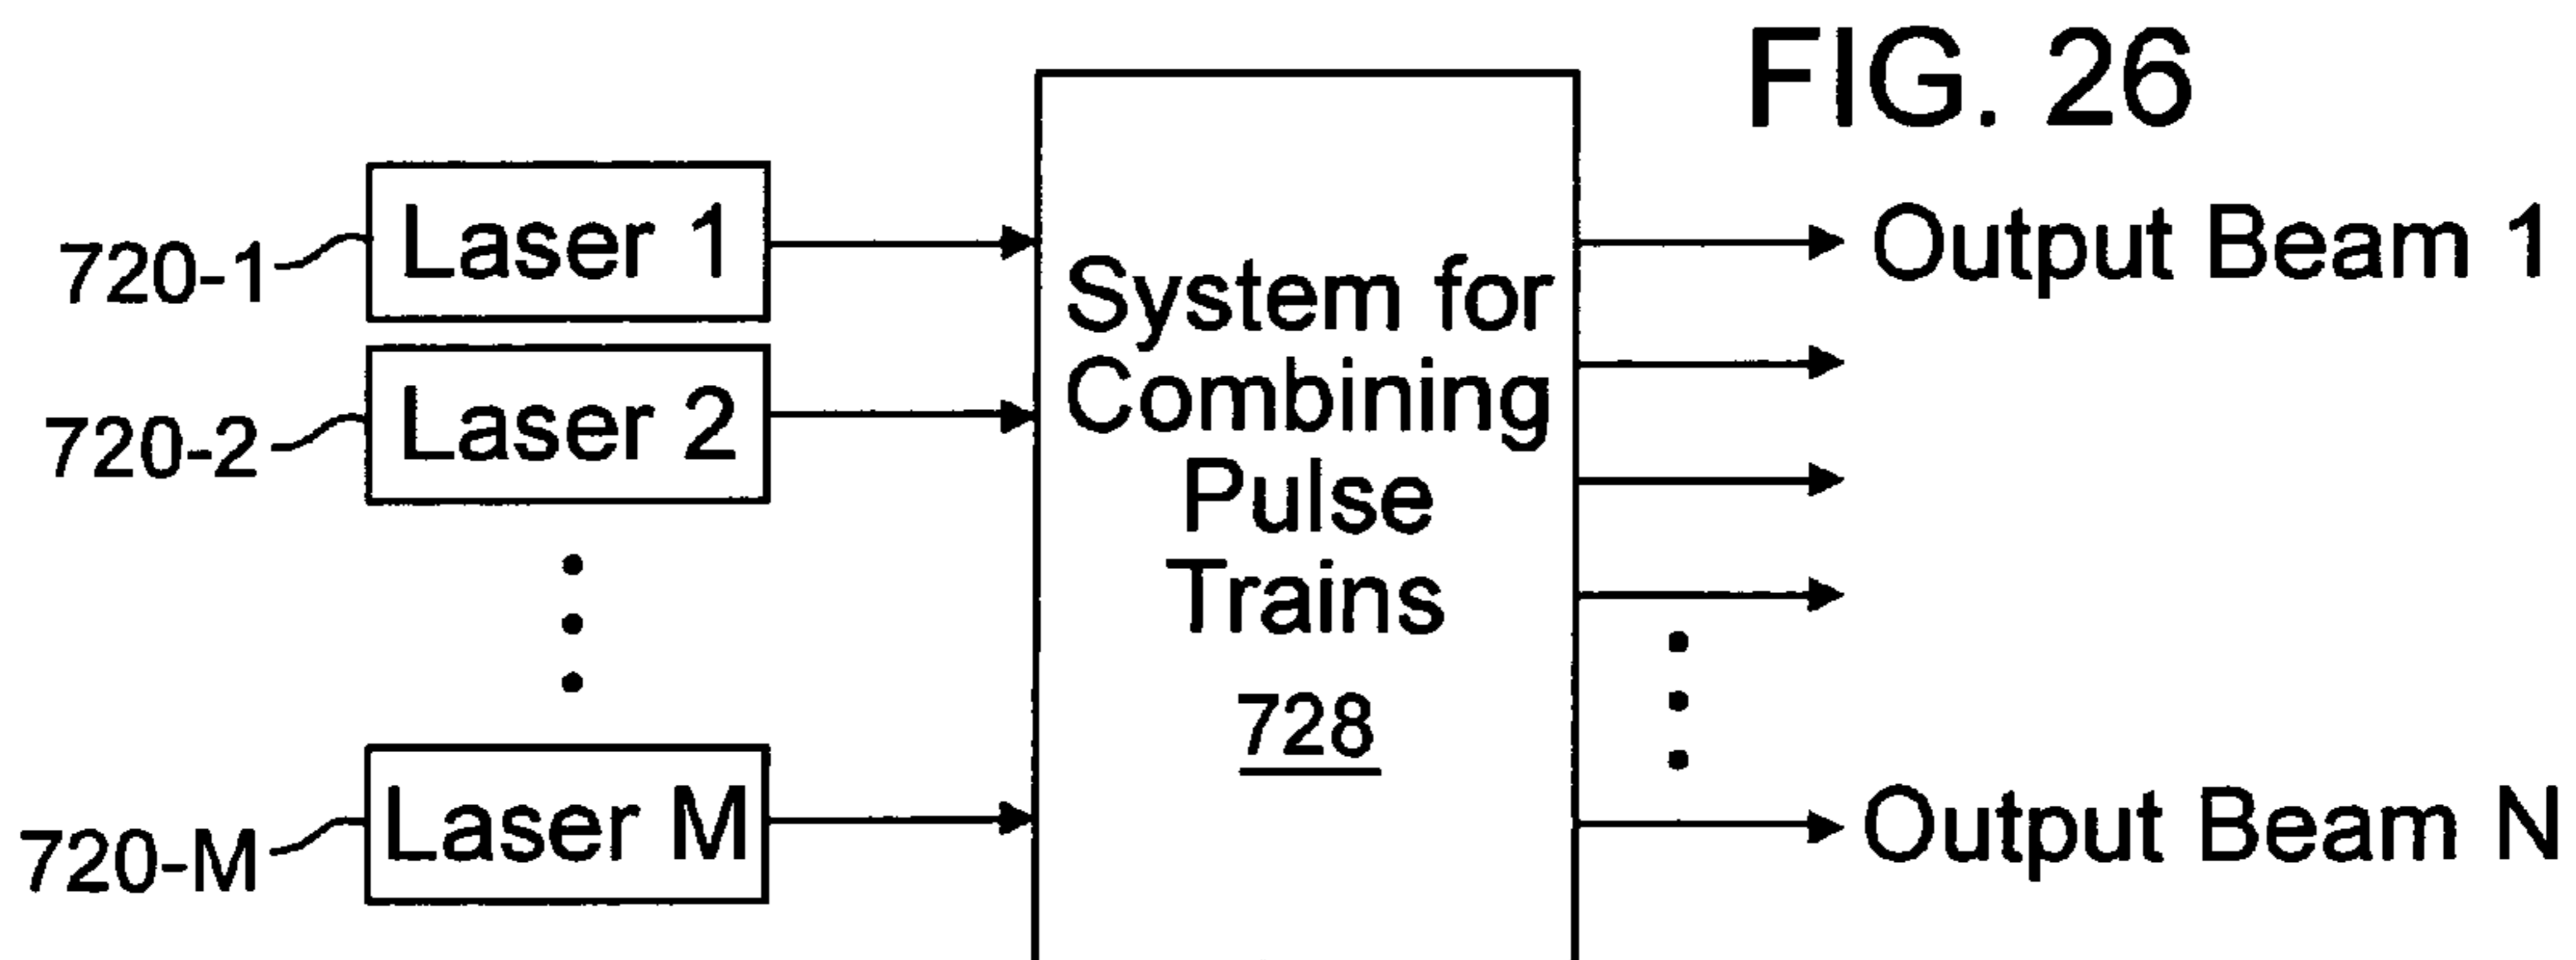 FIG. 26
720-1
Laser 1
720-2
Laser 2
720-M
Laser M
System for
Combining
Pulse
Trains
728
Output Beam 1
Output Beam N